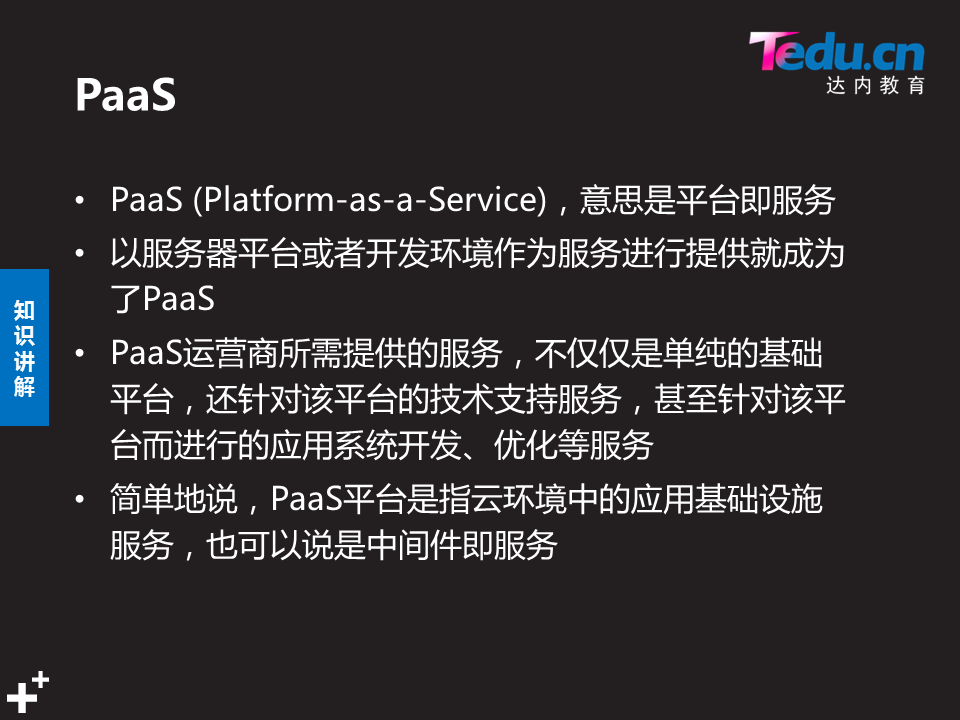 Tedu.cn
达内教育
PaaS
• PaaS (Platform-as-a-Service)，意思是平台即服务
• 以服务器平台或者开发环境作为服务进行提供就成为
了PaaS
• PaaS运营商所需提供的服务，不仅仅是单纯的基础
平台，还针对该平台的技术支持服务，甚至针对该平
台而进行的应用系统开发、优化等服务
• 简单地说，PaaS平台是指云环境中的应用基础设施
服务，也可以说是中间件即服务
知
识
讲
解